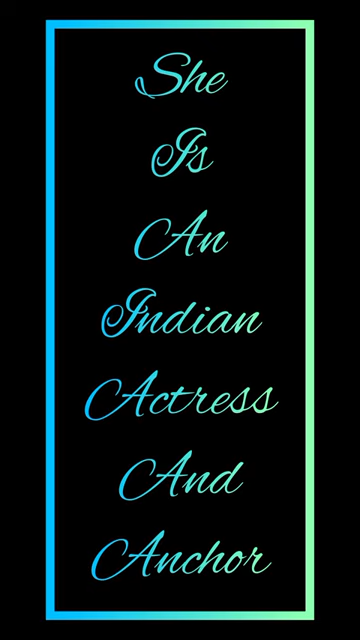 She
Is
An
Indian
Actress
And
Anchor